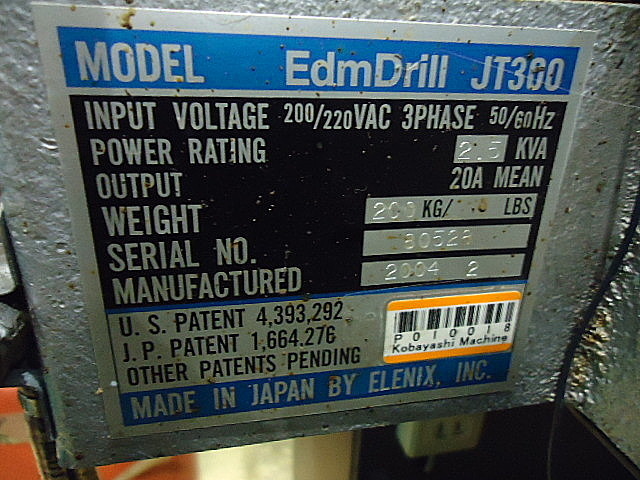 MODEL EdmDrill JT300
INPUT VOLTAGE 200/220VAC 3PHASE 50/60Hz
POWER RATING 2.5 KVA
OUTPUT 20A MEAN
WEIGHT 200 KG/ LBS
SERIAL NO. 80528
MANUFACTURED 2004 2
U.S. PATENT 4,393,292
J.P. PATENT 1,664,276
OTHER PATENTS PENDING
P010018
Kobayashi Machine
MADE IN JAPAN BY ELENIX, INC.